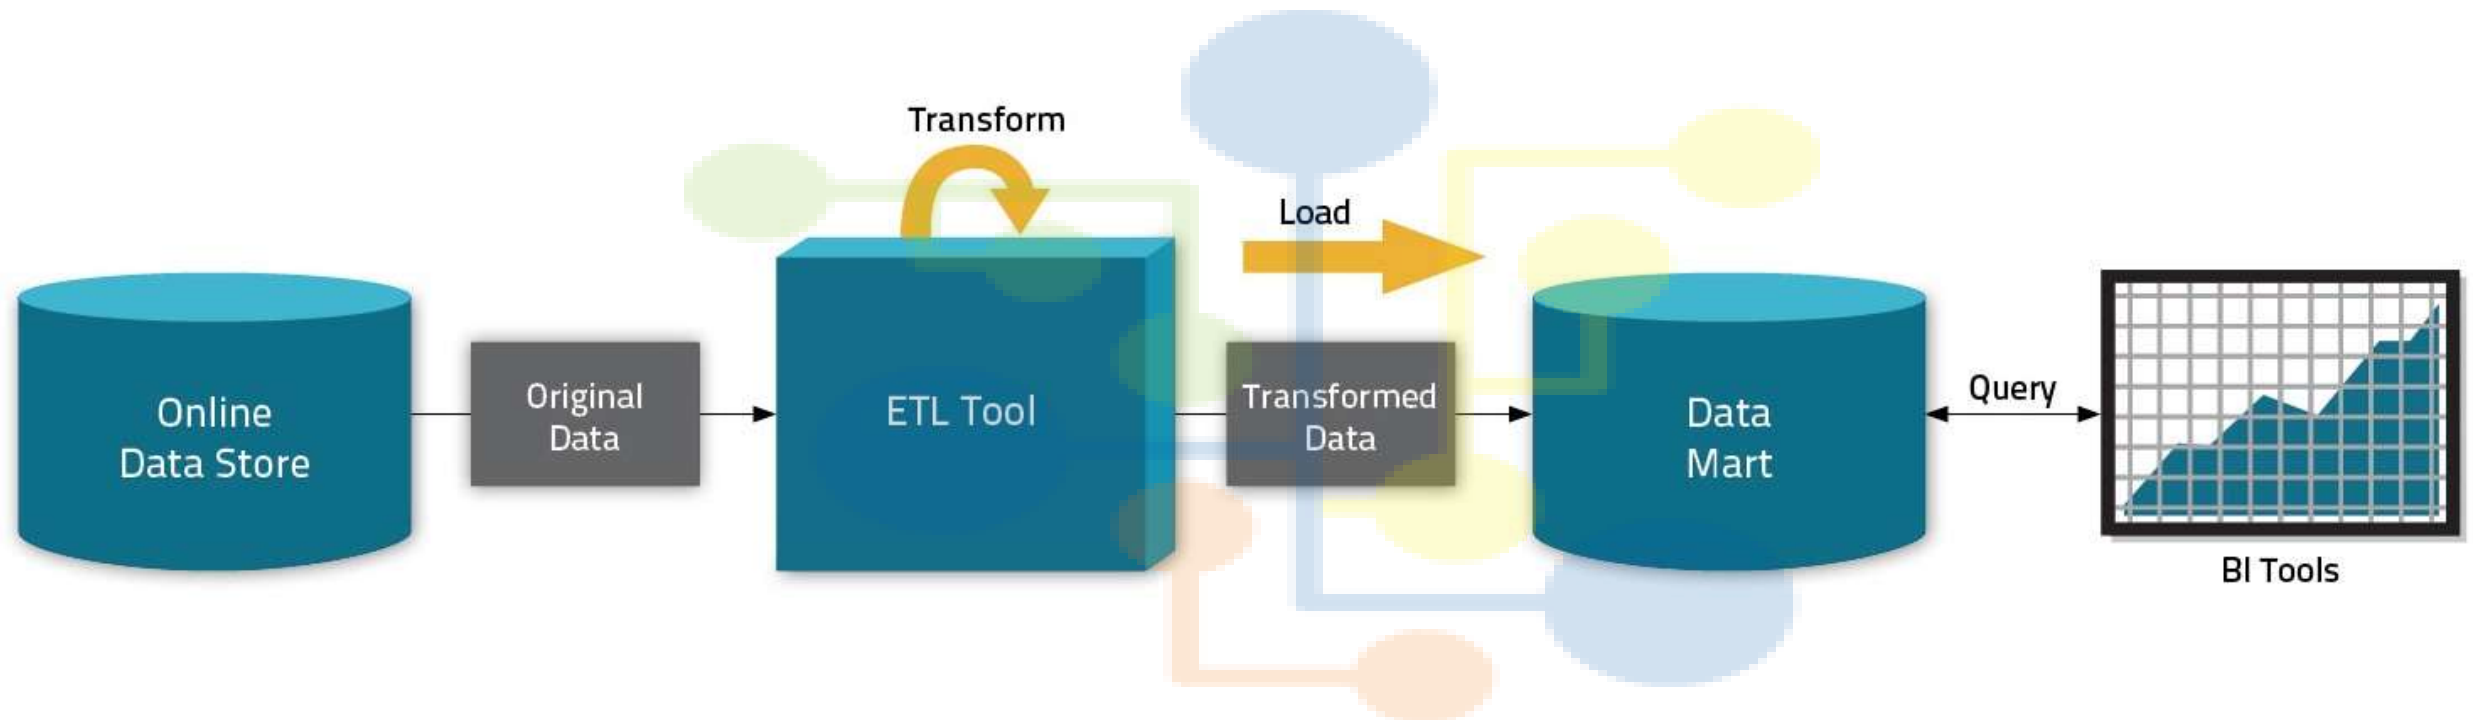 Transform
Load
Online
Data Store
Original
Data
ETL Tool
Transformed
Data
Data
Mart
Query
BI Tools